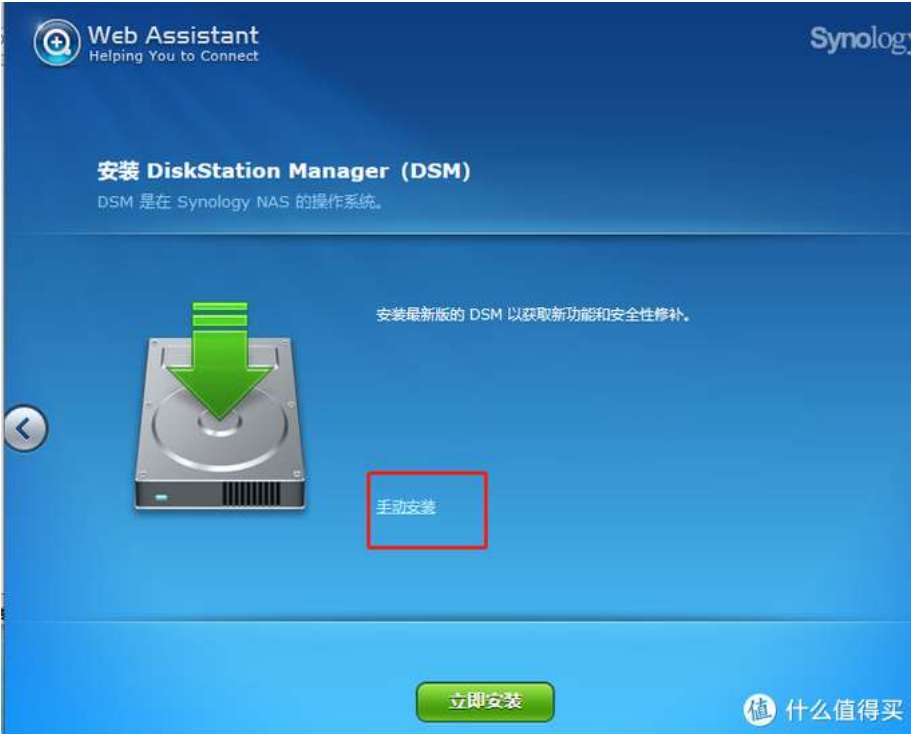 Web Assistant
Helping You to Connect
Synology
安装 DiskStation Manager (DSM)
DSM 是在 Synology NAS 的操作系统。
安装最新版的 DSM 以获取新功能和安全性修补。
手动安装
立即安装
值 什么值得买